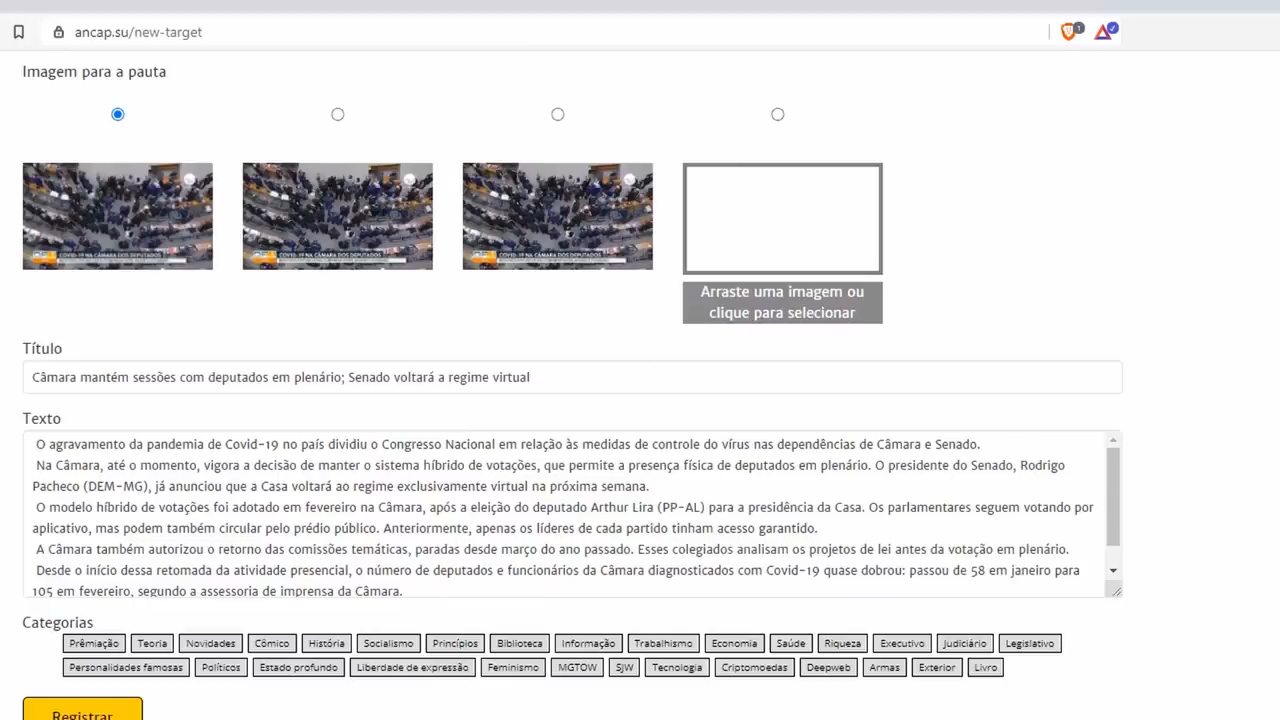 ancap.su/new-target
1
Imagem para a pauta
COVID-19 NA CÂMARA DOS DEPUTADOS
COVID-19 NA CÂMARA DOS DEPUTADOS
COVID-19 NA CÂMARA DOS DEPUTADOS
Arraste uma imagem ou
clique para selecionar
Título
Câmara mantém sessões com deputados em plenário; Senado voltará a regime virtual
Texto
O agravamento da pandemia de Covid-19 no país dividiu o Congresso Nacional em relação às medidas de controle do vírus nas dependências de Câmara e Senado.
Na Câmara, até o momento, vigora a decisão de manter o sistema híbrido de votações, que permite a presença física de deputados em plenário. O presidente do Senado, Rodrigo
Pacheco (DEM-MG), já anunciou que a Casa voltará ao regime exclusivamente virtual na próxima semana.
O modelo híbrido de votações foi adotado em fevereiro na Câmara, após a eleição do deputado Arthur Lira (PP-AL) para a presidência da Casa. Os parlamentares seguem votando por
aplicativo, mas podem também circular pelo prédio público. Anteriormente, apenas os líderes de cada partido tinham acesso garantido.
A Câmara também autorizou o retorno das comissões temáticas, paradas desde março do ano passado. Esses colegiados analisam os projetos de lei antes da votação em plenário.
Desde o início dessa retomada da atividade presencial, o número de deputados e funcionários da Câmara diagnosticados com Covid-19 quase dobrou: passou de 58 em janeiro para
105 em fevereiro, segundo a assessoria de imprensa da Câmara.
Categorias
Prêmiação Teoria Novidades Cômico História Socialismo Princípios Biblioteca Informação Trabalhismo Economia Saúde Riqueza Executivo Judiciário Legislativo
Personalidades famosas Políticos Estado profundo Liberdade de expressão Feminismo MGTOW SJW Tecnologia Criptomoedas Deepweb Armas Exterior Livro
Registrar